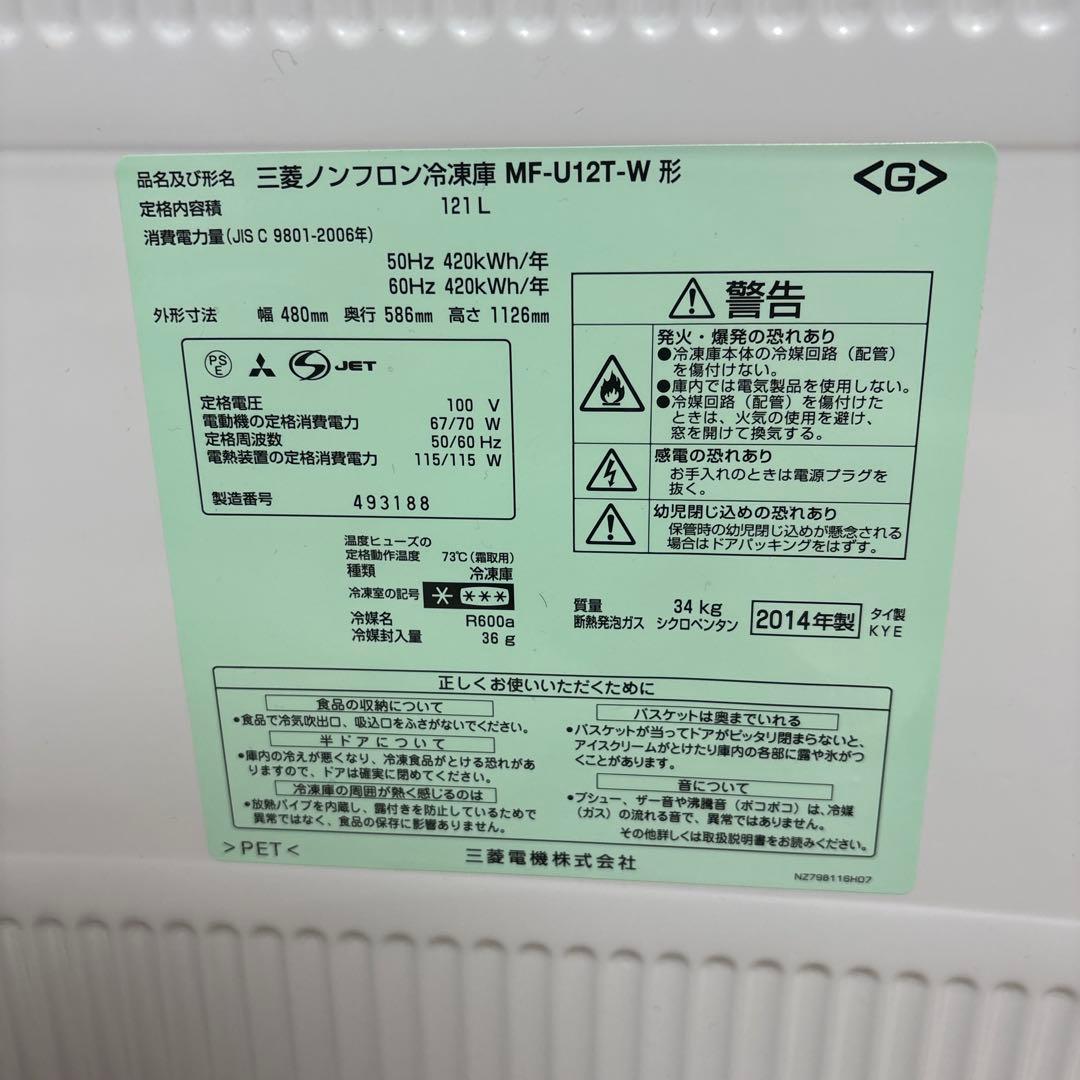 品名及び形名 三菱ノンフロン冷凍庫 MF-U12T-W 形
<G>
定格内容積 121 L
消費電力量(JIS C 9801-2006年)
50Hz 420kWh/年
60Hz 420kWh/年
外形寸法 幅 480mm 奥行 586mm 高さ 1126mm
PS
E
JET
定格電圧 100 V
電動機の定格消費電力 67/70 W
定格周波数 50/60 Hz
電熱装置の定格消費電力 115/115 W
製造番号 493188
温度ヒューズの
定格動作温度 73℃(霜取用)
種類 冷凍庫
冷凍室の記号 * ***
冷媒名 R600a
冷媒封入量 36 g
警告
発火・爆発の恐れあり
●冷凍庫本体の冷媒回路(配管)
を傷付けない。
●庫内では電気製品を使用しない。
●冷媒回路(配管)を傷付けた
ときは、火気の使用を避け、
窓を開けて換気する。
感電の恐れあり
お手入れのときは電源プラグを
抜く。
幼児閉じ込めの恐れあり
保管時の幼児閉じ込めが懸念される
場合はドアパッキングをはずす。
質量 34 kg
断熱発泡ガス シクロペンタン
2014年製
タイ製
KYE
正しくお使いいただくために
食品の収納について
●食品で冷気吹出口、吸込口をふさがないでください。
半ドアについて
●庫内の冷えが悪くなり、冷凍食品がとける恐れがあ
りますので、ドアは確実に閉めてください。
冷凍庫の周囲が熱く感じるのは
●放熱パイプを内蔵し、露付きを防止しているためで
異常ではなく、食品の保存に影響ありません。
バスケットは奥までいれる
●バスケットが当ってドアがピッタリ閉まらないと、
アイスクリームがとけたり庫内の各部に露や氷がつ
くことがあります。
音について
●プシュー、ザー音や沸騰音(ポコポコ)は、冷媒
(ガス)の流れる音で、異常ではありません。
その他詳しくは取扱説明書をお読みください。
>PET<
三菱電機株式会社
NZ79B116H07